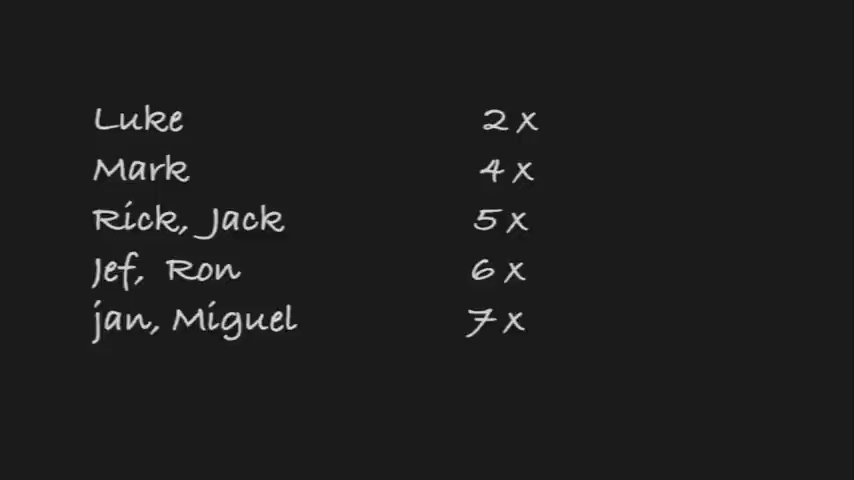 Luke 2 x
Mark 4 x
Rick, Jack 5 x
Jef, Ron 6 x
jan, Miguel 7 x